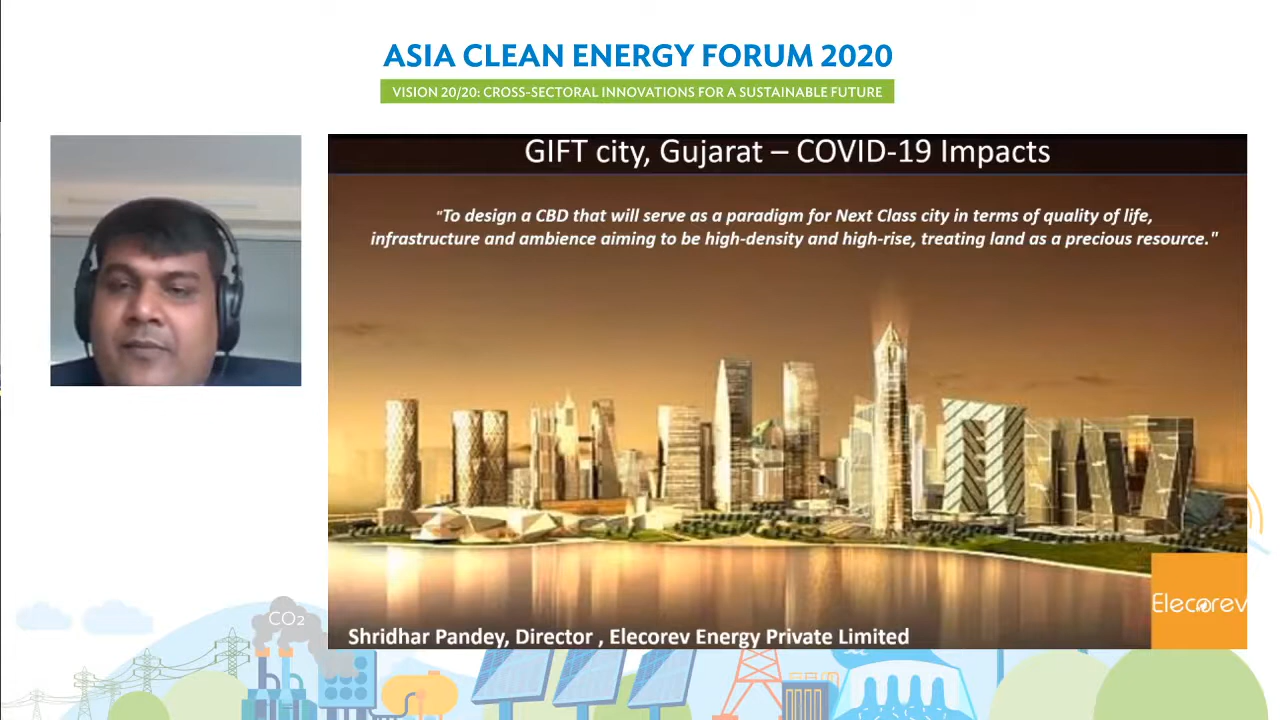 ASIA CLEAN ENERGY FORUM 2020
VISION 20/20: CROSS-SECTORAL INNOVATIONS FOR A SUSTAINABLE FUTURE
GIFT city, Gujarat – COVID-19 Impacts
"To design a CBD that will serve as a paradigm for Next Class city in terms of quality of life,
infrastructure and ambience aiming to be high-density and high-rise, treating land as a precious resource."
Elecorev
CO2
Shridhar Pandey, Director , Elecorev Energy Private Limited